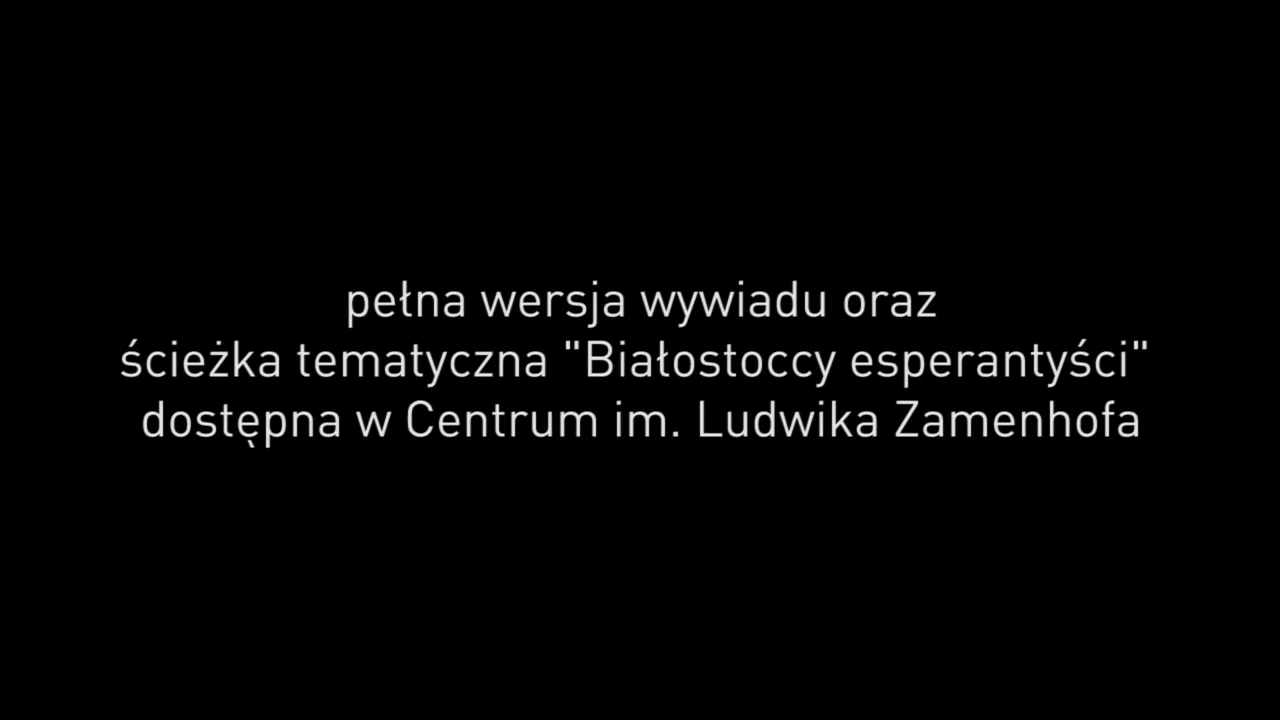 pełna wersja wywiadu oraz
ścieżka tematyczna "Białostoccy esperantyści"
dostępna w Centrum im. Ludwika Zamenhofa